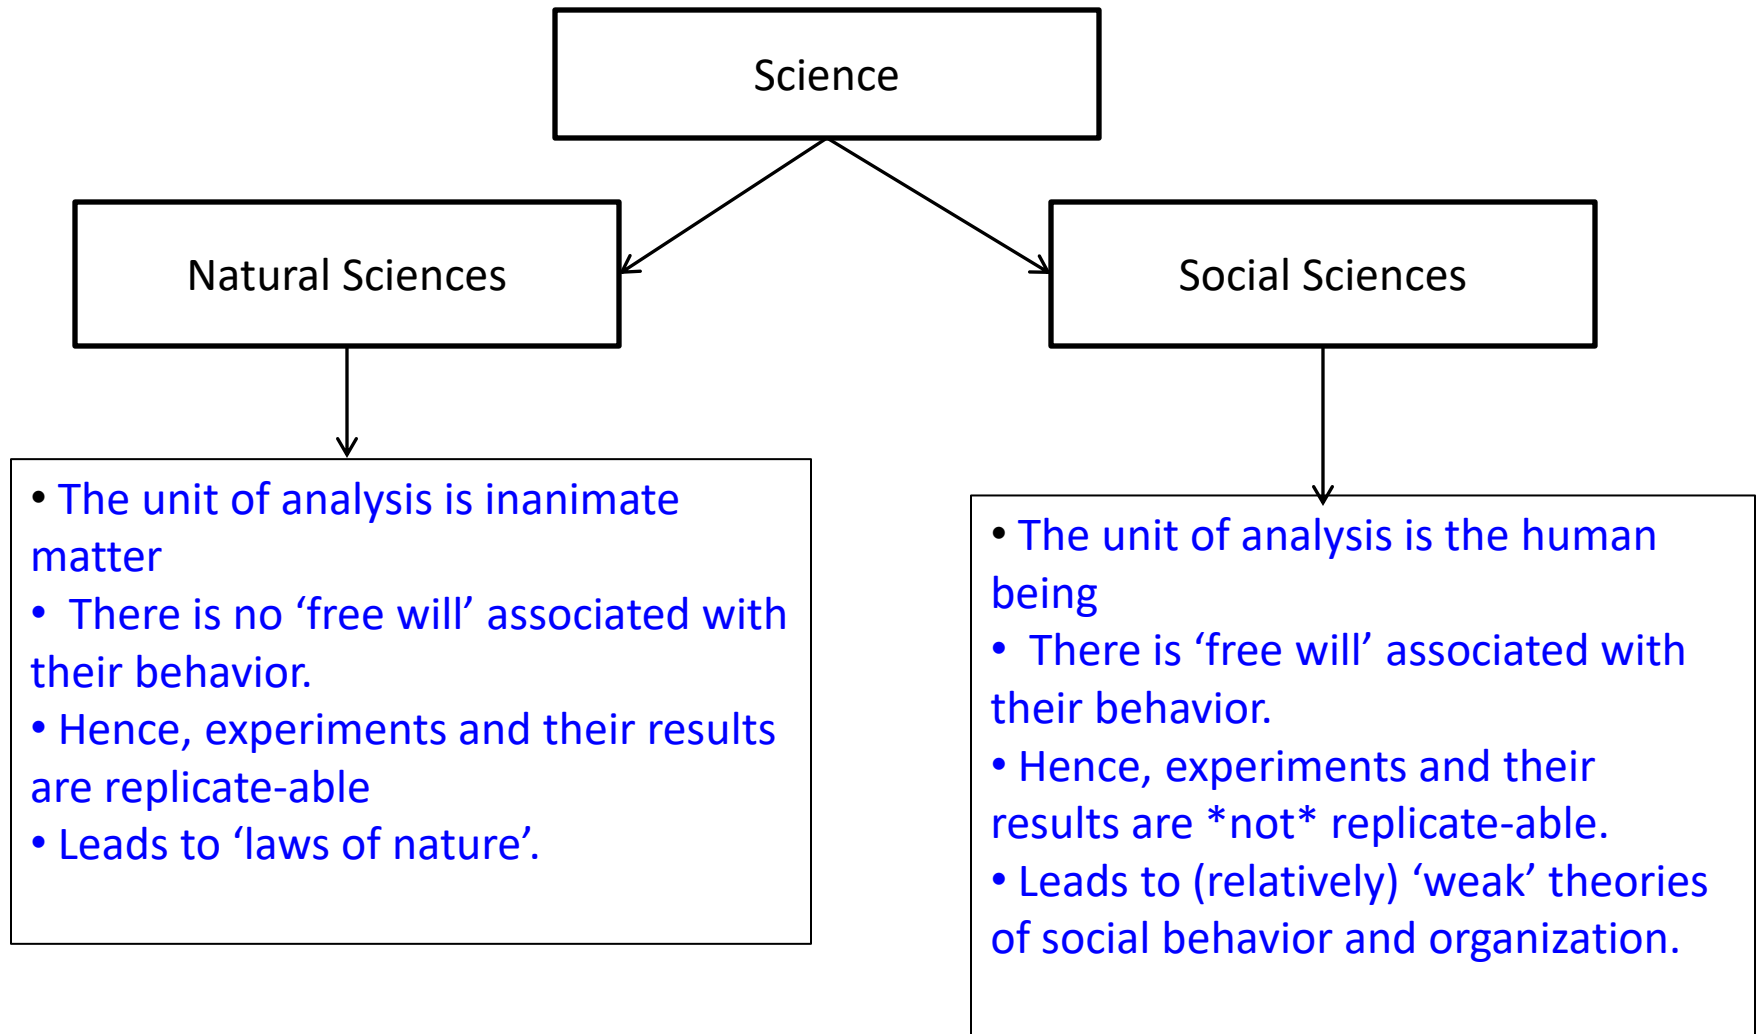 Science
Natural Sciences
Social Sciences
• The unit of analysis is inanimate
matter
• There is no ‘free will’ associated with
their behavior.
• Hence, experiments and their results
are replicate-able
• Leads to ‘laws of nature’.
• The unit of analysis is the human
being
• There is ‘free will’ associated with
their behavior.
• Hence, experiments and their
results are *not* replicate-able.
• Leads to (relatively) ‘weak’ theories
of social behavior and organization.